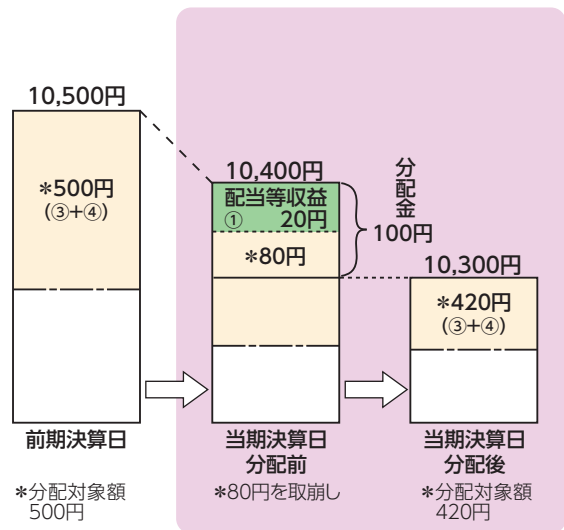 10,500円
*500円
(③+④)
前期決算日
*分配対象額
500円
10,400円
配当等収益
① 20円
*80円
分配金
100円
当期決算日
分配前
*80円を取崩し
10,300円
*420円
(③+④)
当期決算日
分配後
*分配対象額
420円